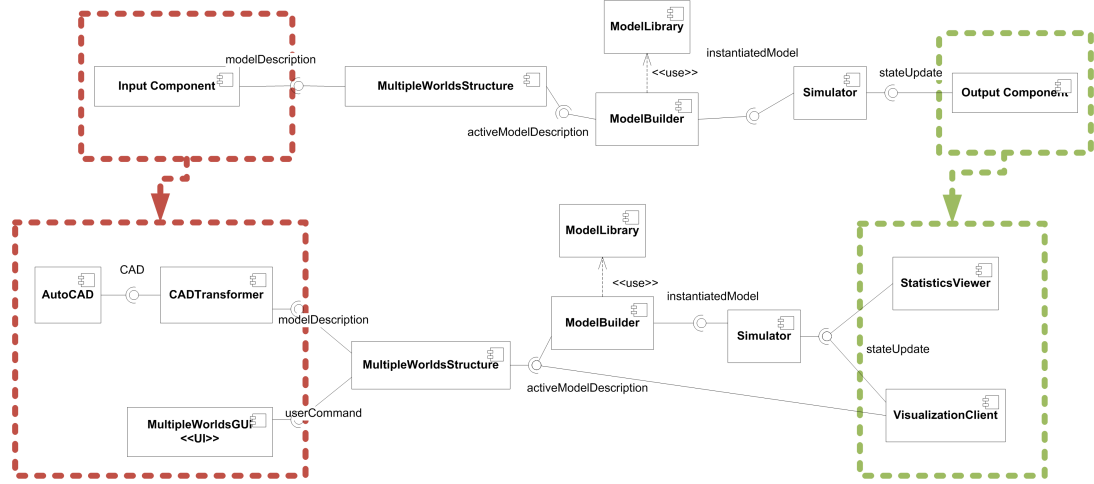 ModelLibrary
modelDescription
instantiatedModel
<<use>>
stateUpdate
Input Component
MultipleWorldsStructure
Simulator
Output Component
ModelBuilder
activeModelDescription
ModelLibrary
CAD
<<use>>
StatisticsViewer
AutoCAD
CADTransformer
instantiatedModel
modelDescription
ModelBuilder
Simulator
stateUpdate
MultipleWorldsStructure
activeModelDescription
userCommand
MultipleWorldsGUI
<<UI>>
VisualizationClient